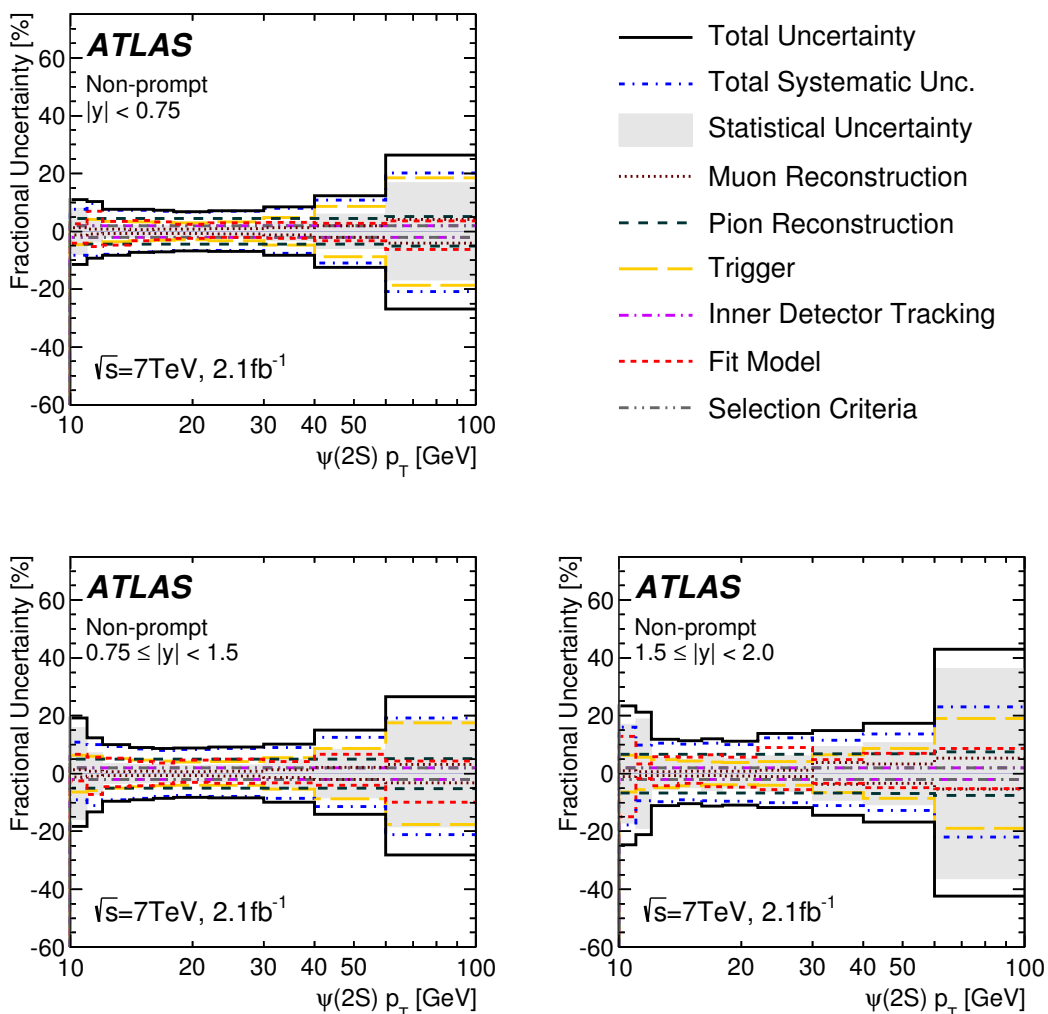 Fractional Uncertainty [%]
60
40
20
0
-20
-40
-60
ATLAS
Non-prompt
|y| < 0.75
√s=7TeV, 2.1fb⁻¹
10
20
30
40
50
100
ψ(2S) p_T [GeV]
Total Uncertainty
Total Systematic Unc.
Statistical Uncertainty
Muon Reconstruction
Pion Reconstruction
Trigger
Inner Detector Tracking
Fit Model
Selection Criteria
Fractional Uncertainty [%]
60
40
20
0
-20
-40
-60
ATLAS
Non-prompt
0.75 ≤ |y| < 1.5
√s=7TeV, 2.1fb⁻¹
10
20
30
40
50
100
ψ(2S) p_T [GeV]
Fractional Uncertainty [%]
60
40
20
0
-20
-40
-60
ATLAS
Non-prompt
1.5 ≤ |y| < 2.0
√s=7TeV, 2.1fb⁻¹
10
20
30
40
50
100
ψ(2S) p_T [GeV]